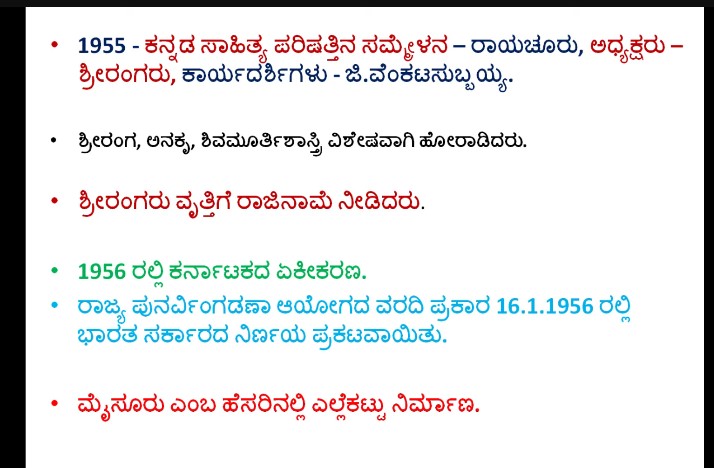 • 1955 - ಕನ್ನಡ ಸಾಹಿತ್ಯ ಪರಿಷತ್ತಿನ ಸಮ್ಮೇಳನ – ರಾಯಚೂರು, ಅಧ್ಯಕ್ಷರು –
ಶ್ರೀರಂಗರು, ಕಾರ್ಯದರ್ಶಿಗಳು - ಜಿ.ವೆಂಕಟಸುಬ್ಬಯ್ಯ.
• ಶ್ರೀರಂಗ, ಅನಕೃ, ಶಿವಮೂರ್ತಿಶಾಸ್ತ್ರಿ ವಿಶೇಷವಾಗಿ ಹೋರಾಡಿದರು.
• ಶ್ರೀರಂಗರು ವೃತ್ತಿಗೆ ರಾಜಿನಾಮೆ ನೀಡಿದರು.
• 1956 ರಲ್ಲಿ ಕರ್ನಾಟಕದ ಏಕೀಕರಣ.
• ರಾಜ್ಯ ಪುನರ್ವಿಂಗಡಣಾ ಆಯೋಗದ ವರದಿ ಪ್ರಕಾರ 16.1.1956 ರಲ್ಲಿ
ಭಾರತ ಸರ್ಕಾರದ ನಿರ್ಣಯ ಪ್ರಕಟವಾಯಿತು.
• ಮೈಸೂರು ಎಂಬ ಹೆಸರಿನಲ್ಲಿ ಎಲ್ಲೆಕಟ್ಟು ನಿರ್ಮಾಣ.